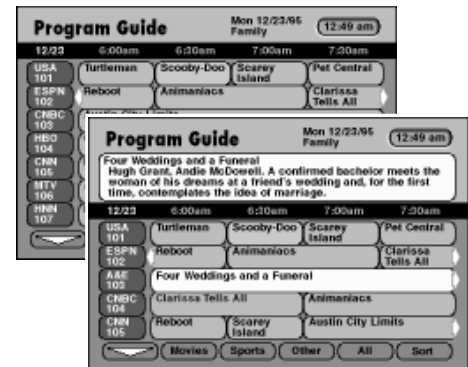 Program Guide
Mon 12/23/95
Family
12:49 am
12/23 6:00am 6:30am 7:00am 7:30am
USA
101
Turtleman
Scooby-Doo
Scarey
Island
Pet Central
ESPN
102
Reboot
Animaniacs
Clarissa
Tells All
CNBC
103
HBO
104
CNN
105
MTV
106
HNN
107
Program Guide
Mon 12/23/95
Family
12:49 am
Four Weddings and a Funeral
Hugh Grant, Andie McDowell. A confirmed bachelor meets the
woman of his dreams at a friend's wedding and, for the first
time, contemplates the idea of marriage.
12/23 6:00am 6:30am 7:00am 7:30am
USA
101
Turtleman
Scooby-Doo
Scarey
Island
Pet Central
ESPN
102
Reboot
Animaniacs
Clarissa
Tells All
A&E
103
Four Weddings and a Funeral
CNBC
104
Clarissa Tells All
Animaniacs
CNN
105
Reboot
Scarey
Island
Austin City Limits
Movies
Sports
Other
All
Sort